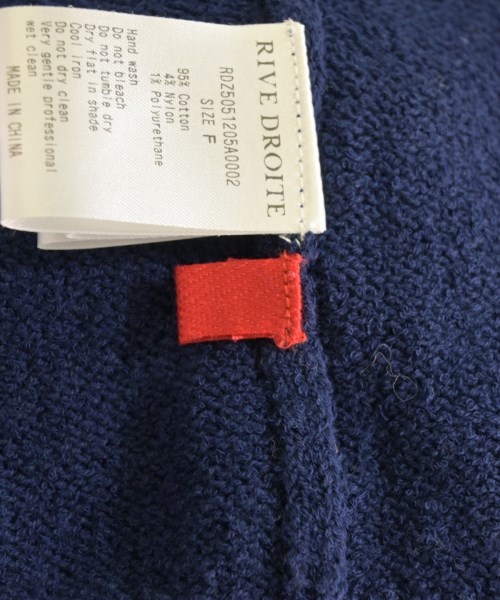 RIVE DROITE
RDZ5051205A0002
SIZE F
95% Cotton
4% Nylon
1% Polyurethane
Hand wash
Do not bleach
Do not tumble dry
Dry flat in shade
Cool iron
Do not dry clean
Very gentle professional
wet clean
MADE IN CHINA